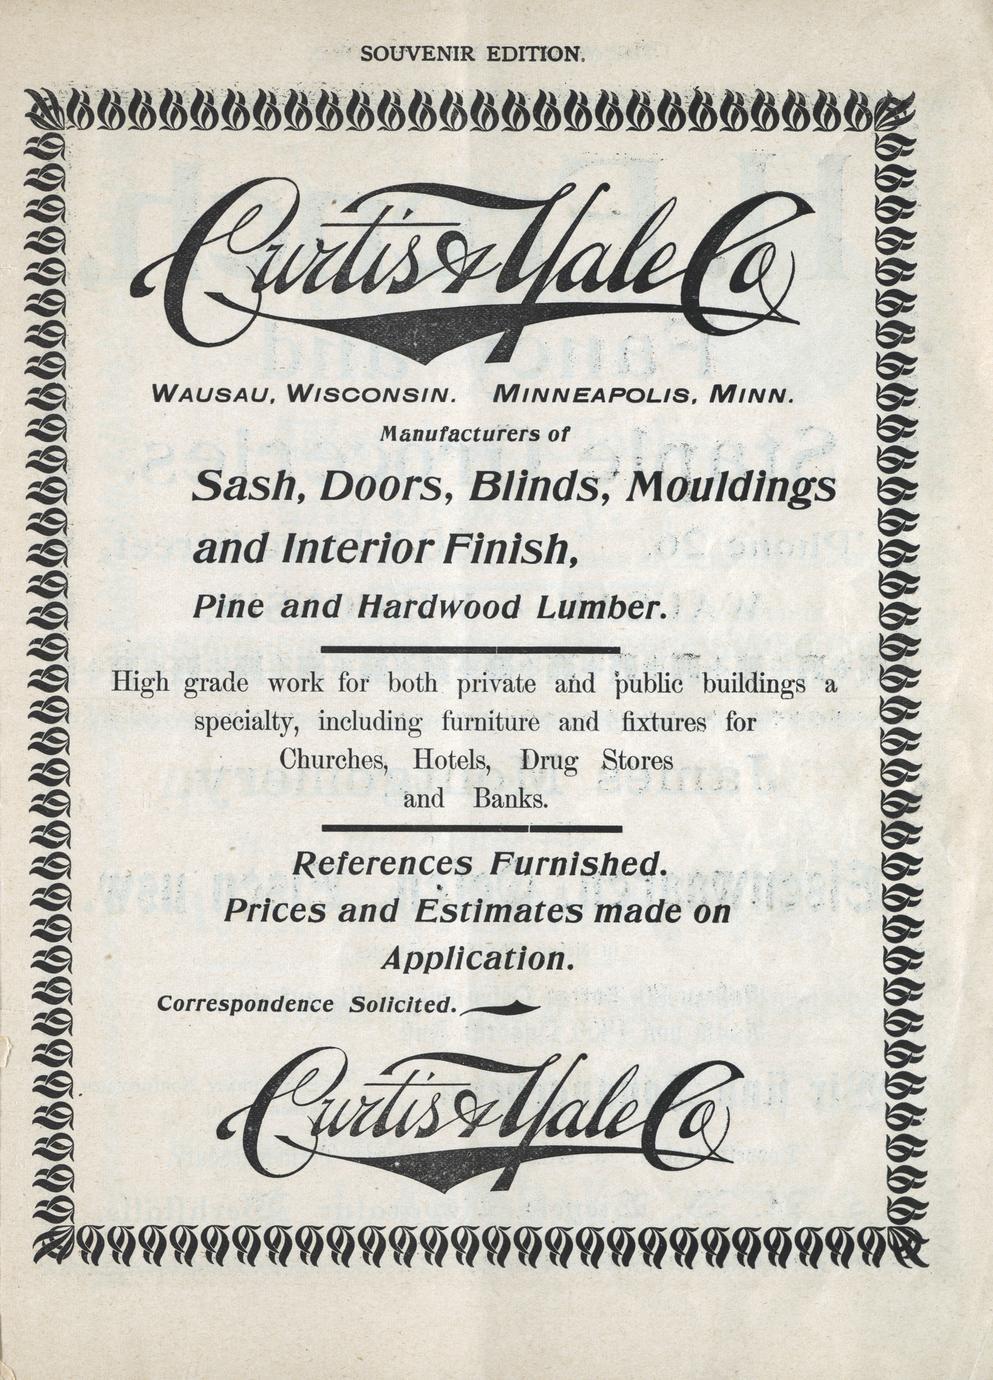 SOUVENIR EDITION.
Curtis & Yale Co
WAUSAU, WISCONSIN. MINNEAPOLIS, MINN.
Manufacturers of
Sash, Doors, Blinds, Mouldings
and Interior Finish,
Pine and Hardwood Lumber.
High grade work for both private and public buildings a
specialty, including furniture and fixtures for
Churches, Hotels, Drug Stores
and Banks.
References Furnished.
Prices and Estimates made on
Application.
Correspondence Solicited.
Curtis & Yale Co